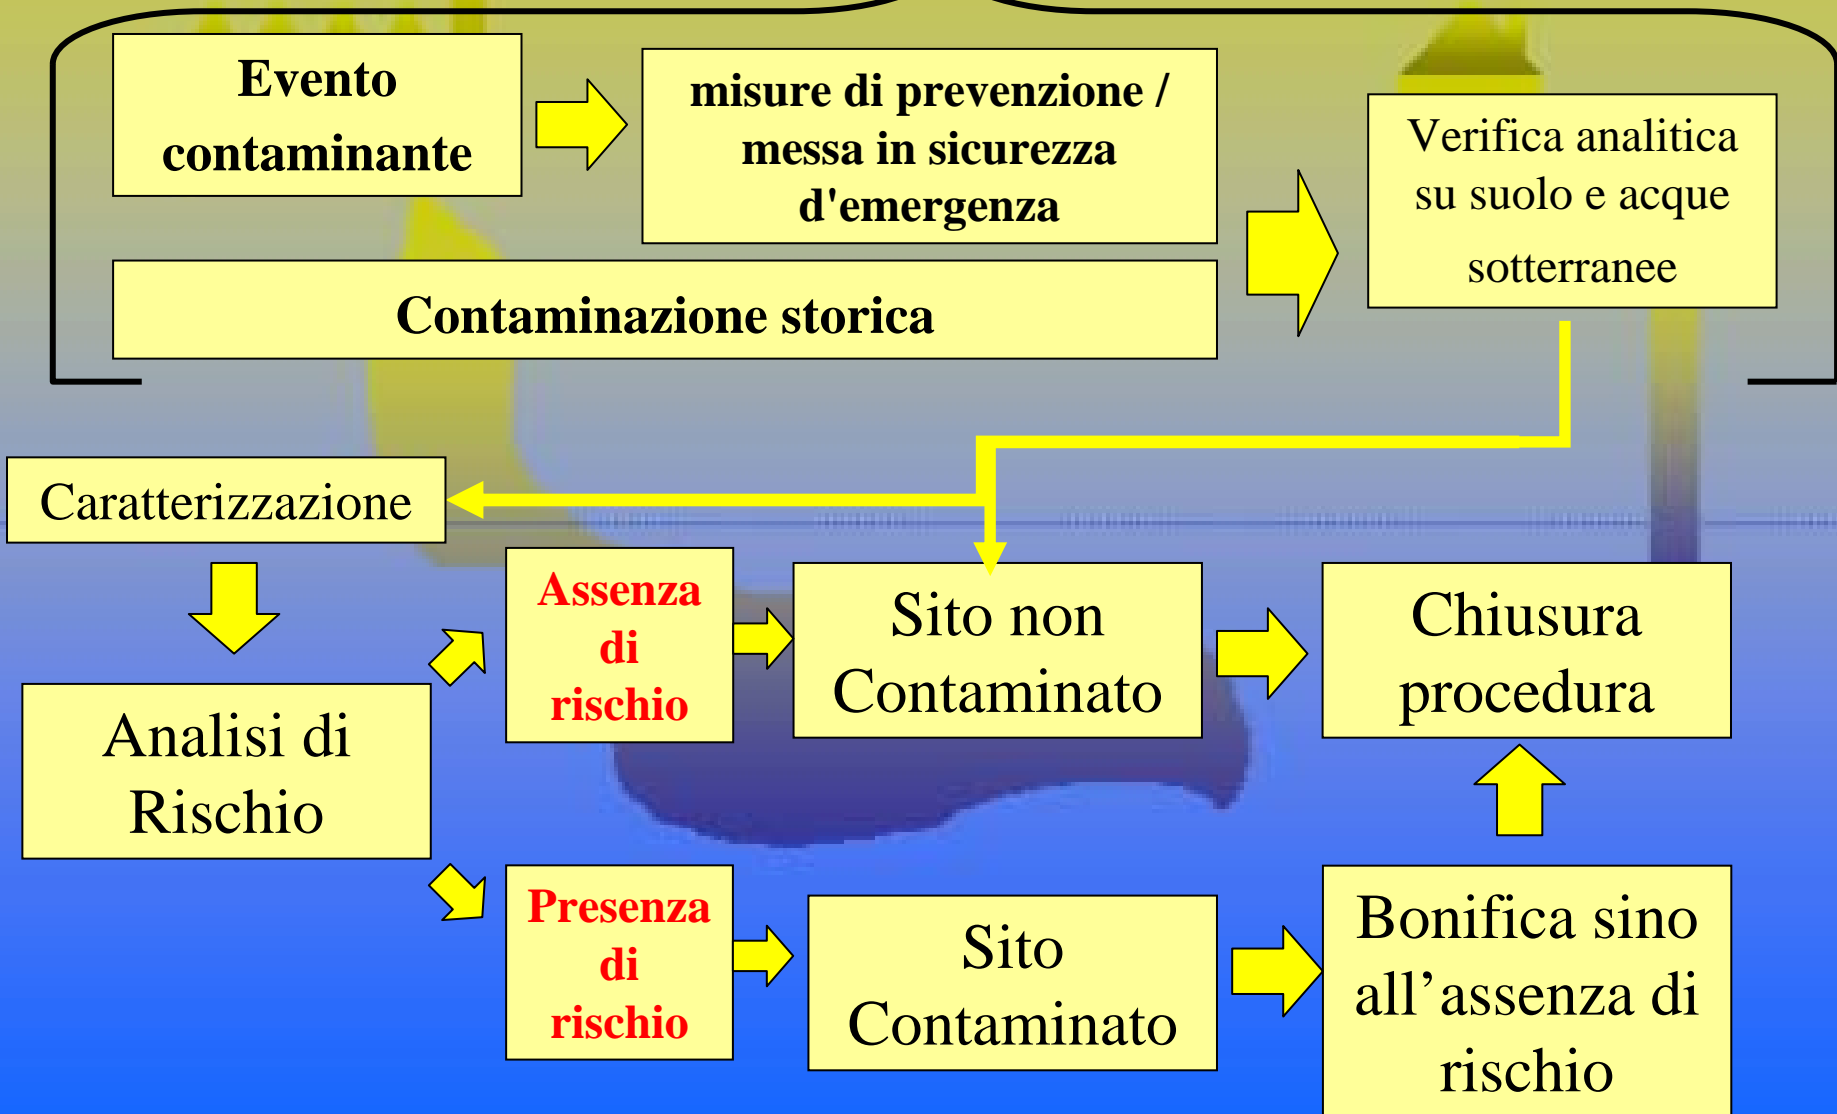 Evento
contaminante
misure di prevenzione /
messa in sicurezza
d'emergenza
Verifica analitica
su suolo e acque
sotterranee
Contaminazione storica
Caratterizzazione
Assenza
di
rischio
Sito non
Contaminato
Chiusura
procedura
Analisi di
Rischio
Presenza
di
rischio
Sito
Contaminato
Bonifica sino
all’assenza di
rischio